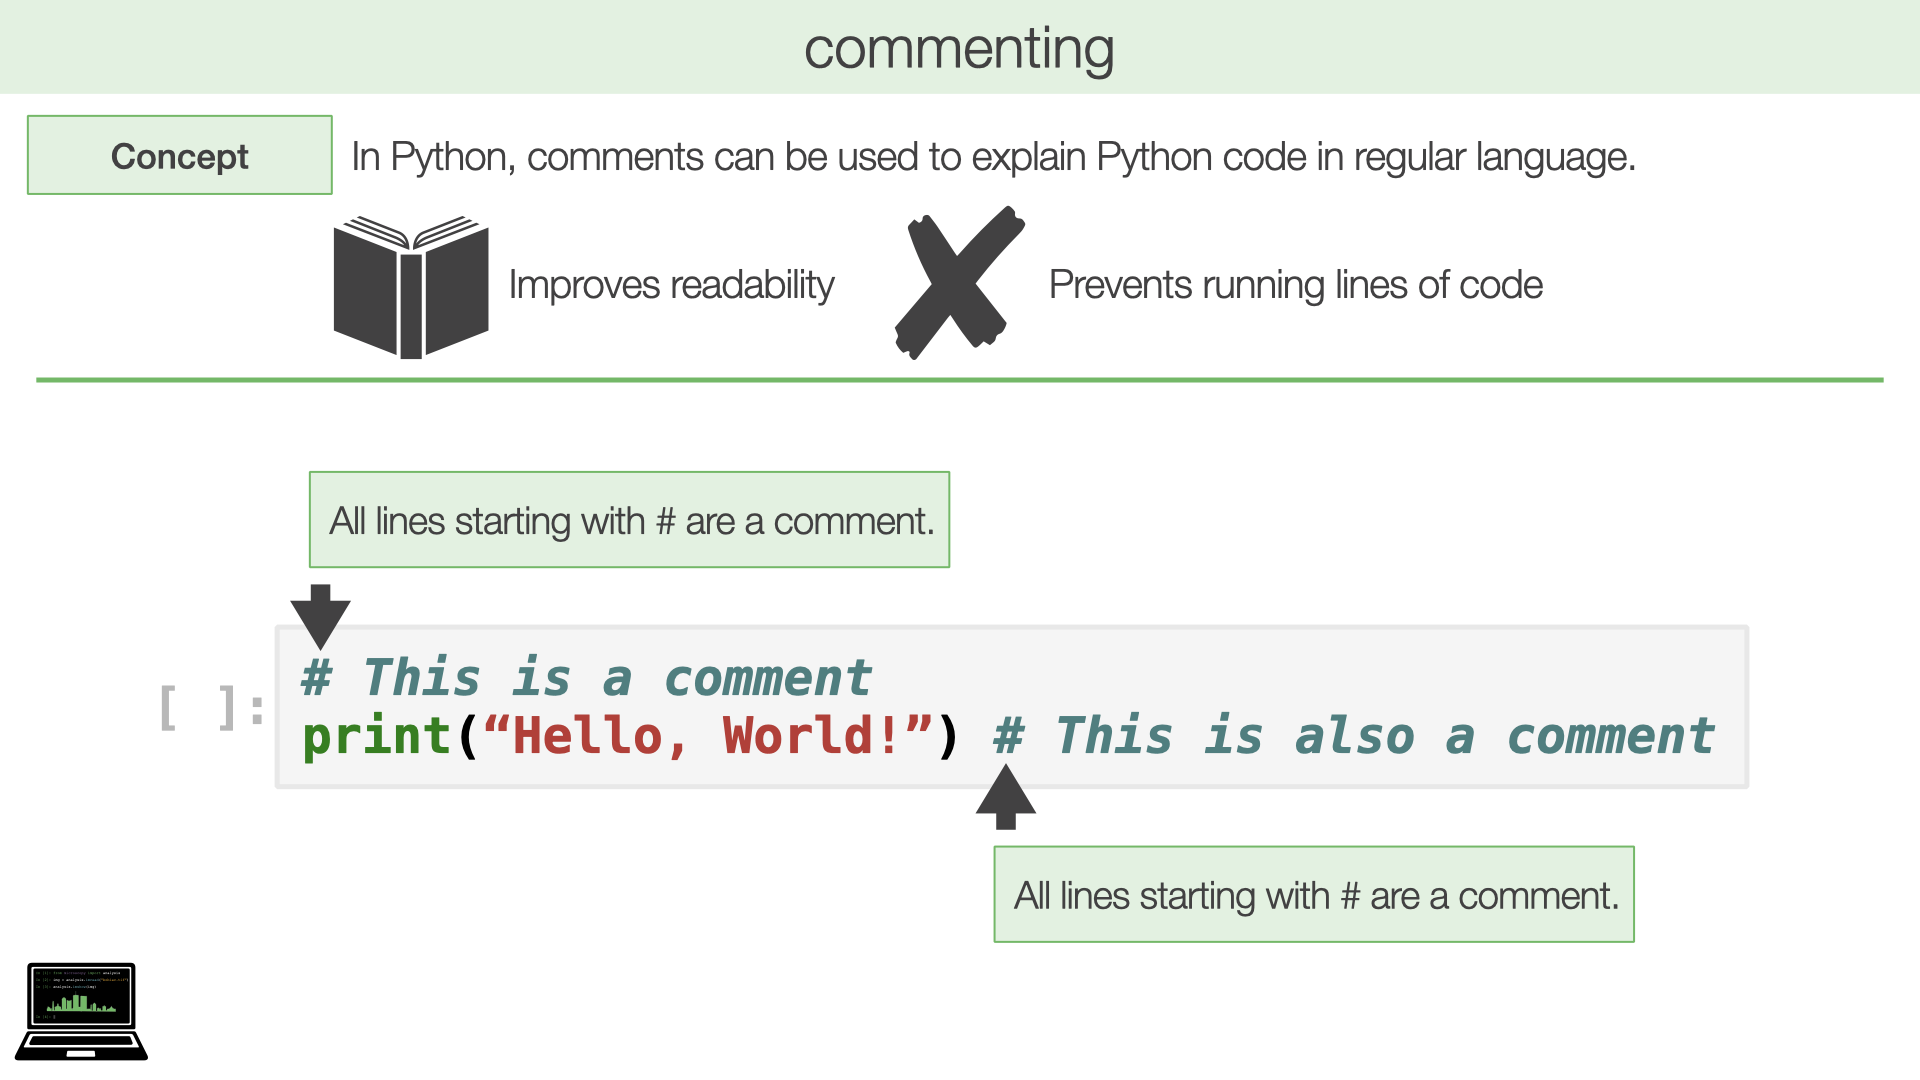 commenting
Concept
In Python, comments can be used to explain Python code in regular language.
Improves readability
Prevents running lines of code
All lines starting with # are a comment.
[ ]:
# This is a comment
print(“Hello, World!”) # This is also a comment
All lines starting with # are a comment.